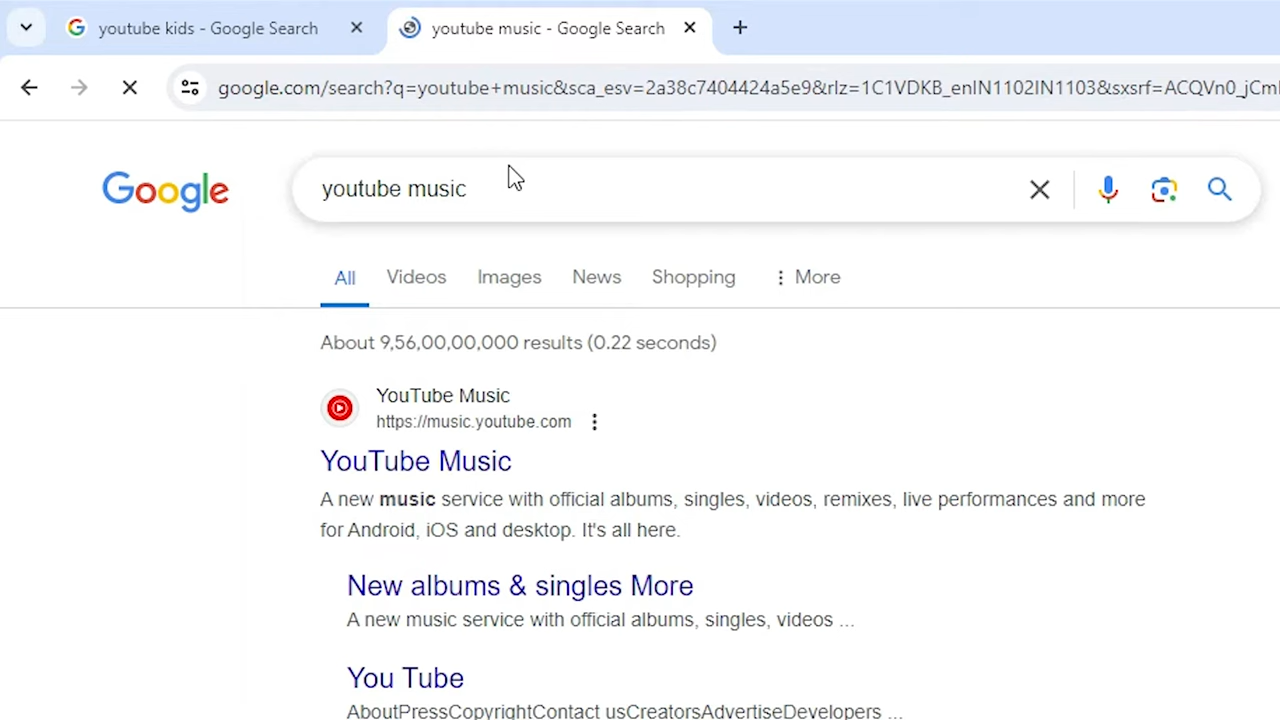 youtube kids - Google Search
youtube music - Google Search
google.com/search?q=youtube+music&sca_esv=2a38c7404424a5e9&rlz=1C1VDKB_enIN1102IN1103&sxsrf=ACQVn0_jCm
Google
youtube music
All Videos Images News Shopping More
About 9,56,00,00,000 results (0.22 seconds)
YouTube Music
https://music.youtube.com
YouTube Music
A new music service with official albums, singles, videos, remixes, live performances and more
for Android, iOS and desktop. It's all here.
New albums & singles More
A new music service with official albums, singles, videos ...
You Tube
AboutPressCopyrightContact usCreatorsAdvertiseDevelopers ...